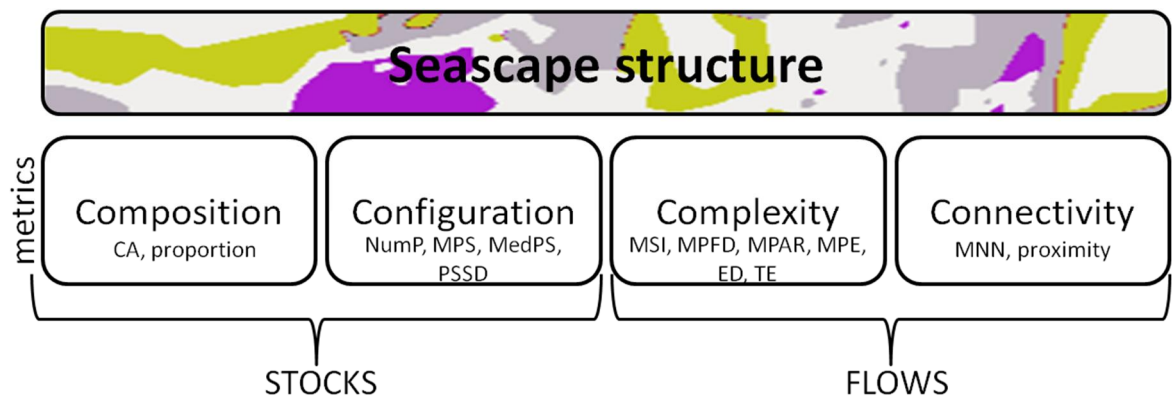 Seascape structure
metrics
Composition
CA, proportion
Configuration
NumP, MPS, MedPS,
PSSD
Complexity
MSI, MPFD, MPAR, MPE,
ED, TE
Connectivity
MNN, proximity
STOCKS
FLOWS